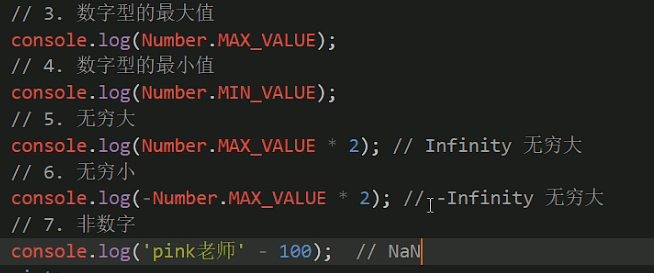 // 3. 数字型的最大值
console.log(Number.MAX_VALUE);
// 4. 数字型的最小值
console.log(Number.MIN_VALUE);
// 5. 无穷大
console.log(Number.MAX_VALUE * 2); // Infinity 无穷大
// 6. 无穷小
console.log(-Number.MAX_VALUE * 2); // -Infinity 无穷大
// 7. 非数字
console.log('pink老师' - 100);  // NaN